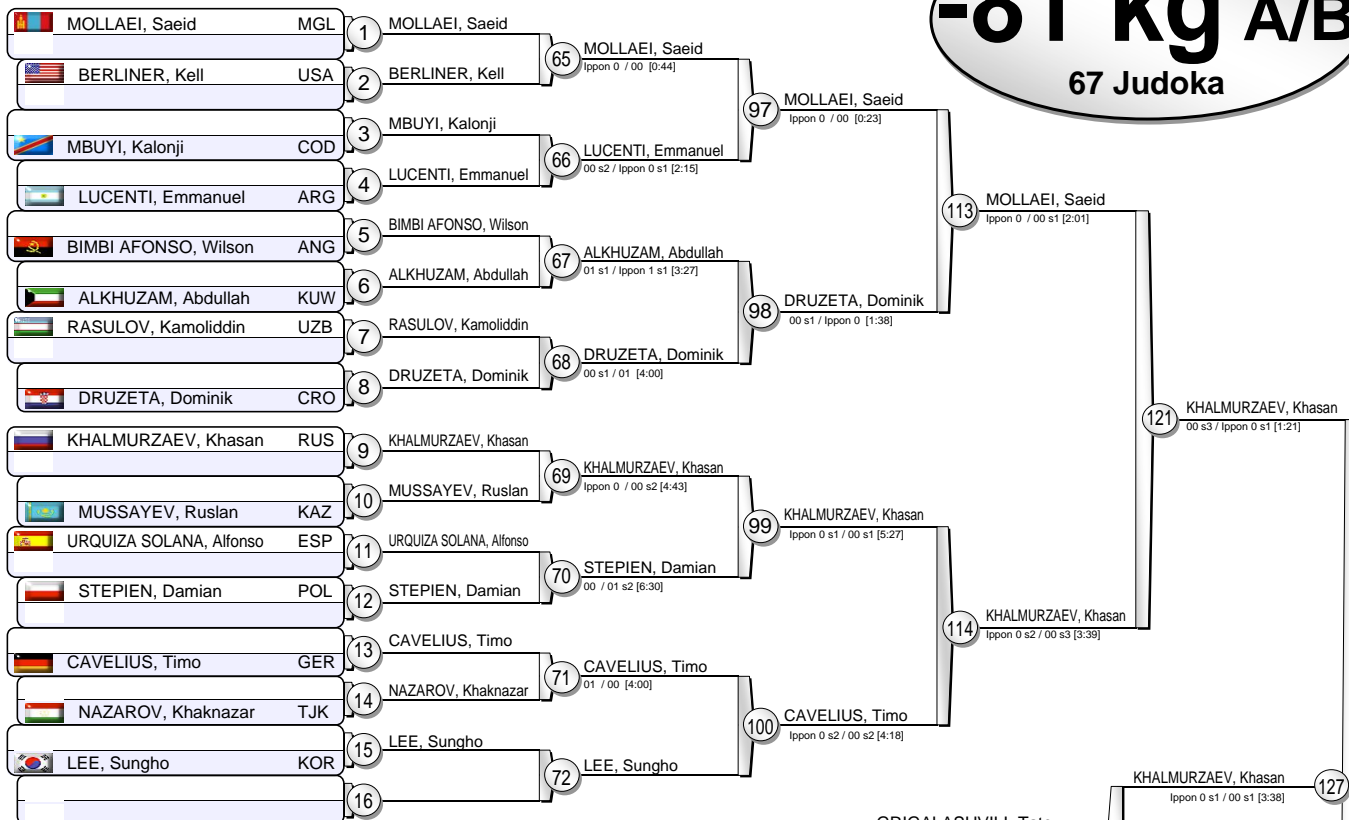 -81 kg A/B
67 Judoka
MOLLAEI, Saeid MGL
BERLINER, Kell USA
MBUYI, Kalonji COD
LUCENTI, Emmanuel ARG
BIMBI AFONSO, Wilson ANG
ALKHUZAM, Abdullah KUW
RASULOV, Kamoliddin UZB
DRUZETA, Dominik CRO
KHALMURZAEV, Khasan RUS
MUSSAYEV, Ruslan KAZ
URQUIZA SOLANA, Alfonso ESP
STEPIEN, Damian POL
CAVELIUS, Timo GER
NAZAROV, Khaknazar TJK
LEE, Sungho KOR
1 MOLLAEI, Saeid
2 BERLINER, Kell
3 MBUYI, Kalonji
4 LUCENTI, Emmanuel
5 BIMBI AFONSO, Wilson
6 ALKHUZAM, Abdullah
7 RASULOV, Kamoliddin
8 DRUZETA, Dominik
9 KHALMURZAEV, Khasan
10 MUSSAYEV, Ruslan
11 URQUIZA SOLANA, Alfonso
12 STEPIEN, Damian
13 CAVELIUS, Timo
14 NAZAROV, Khaknazar
15 LEE, Sungho
16
65 MOLLAEI, Saeid
Ippon 0 / 00 [0:44]
66 LUCENTI, Emmanuel
00 s2 / Ippon 0 s1 [2:15]
67 ALKHUZAM, Abdullah
01 s1 / Ippon 1 s1 [3:27]
68 DRUZETA, Dominik
00 s1 / 01 [4:00]
69 KHALMURZAEV, Khasan
Ippon 0 / 00 s2 [4:43]
70 STEPIEN, Damian
00 / 01 s2 [6:30]
71 CAVELIUS, Timo
01 / 00 [4:00]
72 LEE, Sungho
97 MOLLAEI, Saeid
Ippon 0 / 00 [0:23]
98 DRUZETA, Dominik
00 s1 / Ippon 0 [1:38]
99 KHALMURZAEV, Khasan
Ippon 0 s1 / 00 s1 [5:27]
100 CAVELIUS, Timo
Ippon 0 s2 / 00 s2 [4:18]
113 MOLLAEI, Saeid
Ippon 0 / 00 s1 [2:01]
114 KHALMURZAEV, Khasan
Ippon 0 s2 / 00 s3 [3:39]
121 KHALMURZAEV, Khasan
00 s3 / Ippon 0 s1 [1:21]
KHALMURZAEV, Khasan 127
Ippon 0 s1 / 00 s1 [3:38]